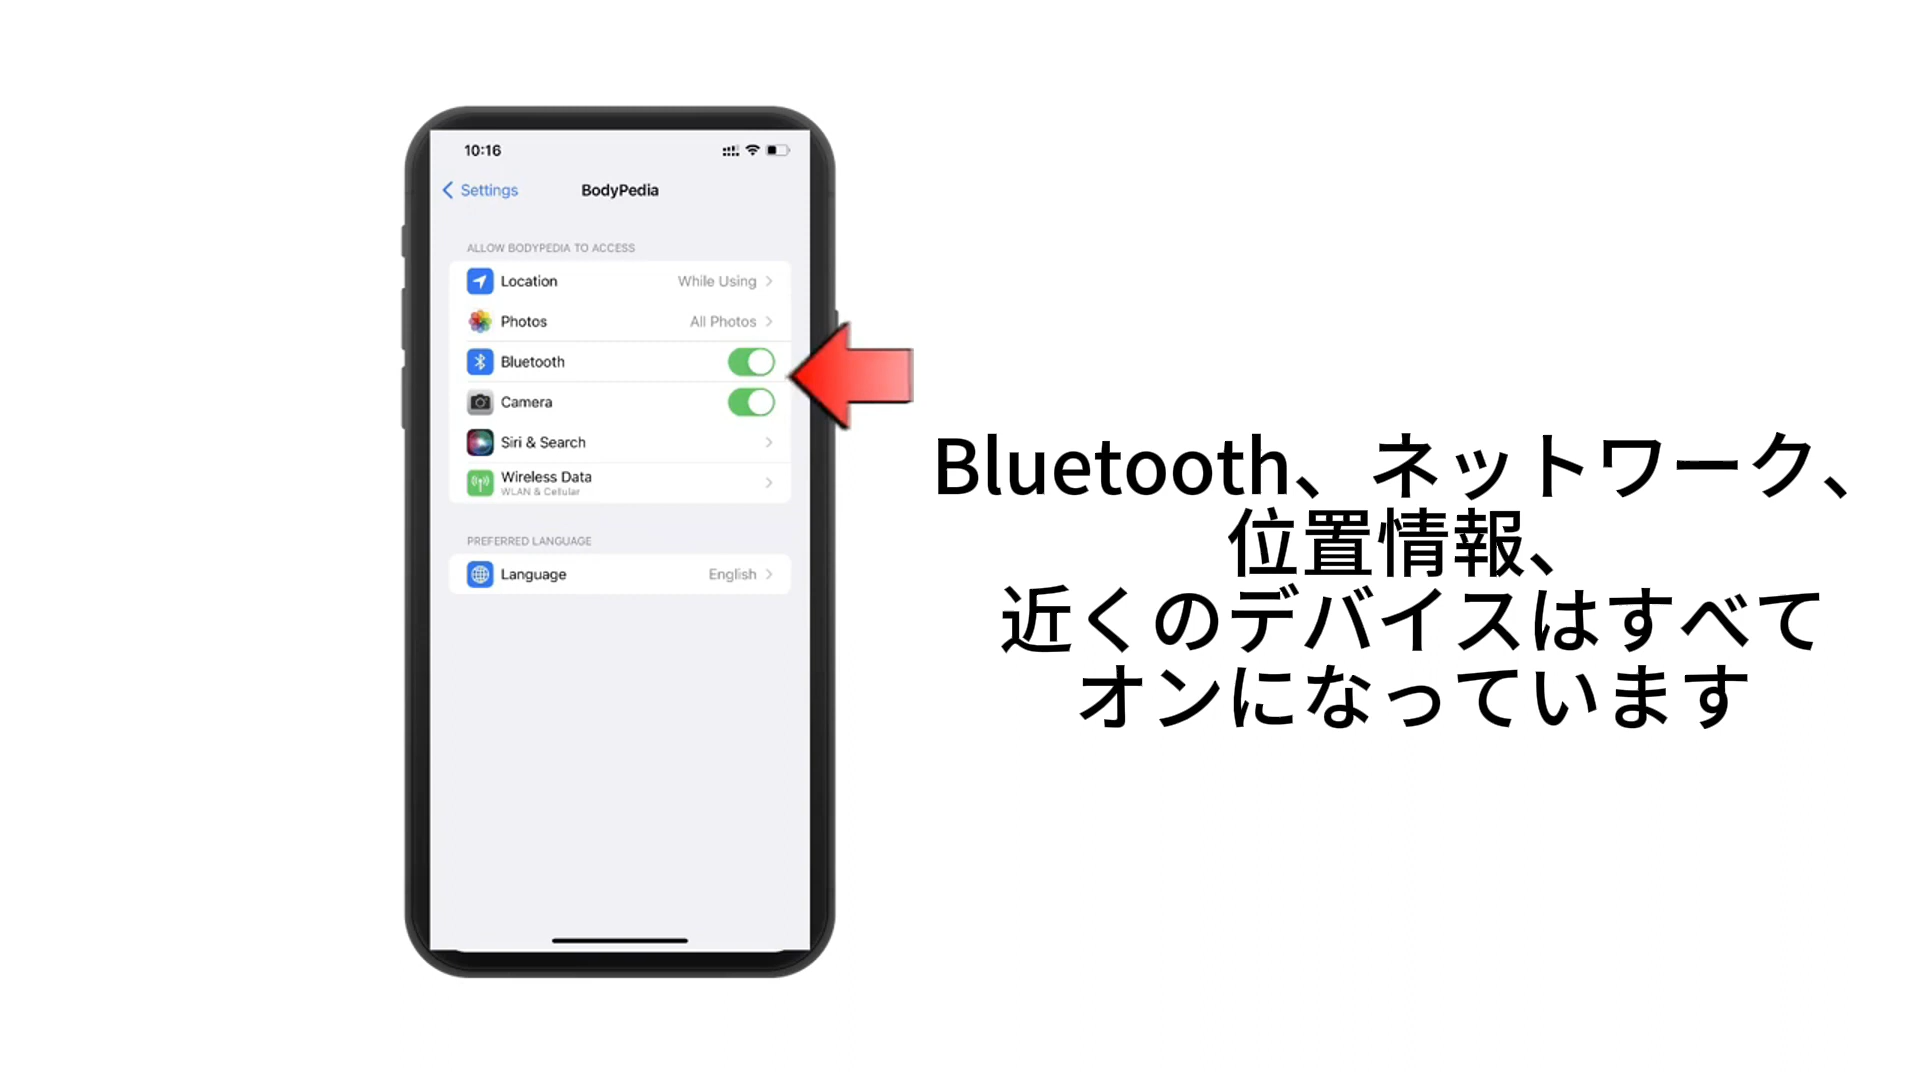 10:16
Settings
BodyPedia
ALLOW BODYPEDIA TO ACCESS
Location While Using
Photos All Photos
Bluetooth
Camera
Siri & Search
Wireless Data
WLAN & Cellular
PREFERRED LANGUAGE
Language English
Bluetooth、ネットワーク、
位置情報、
近くのデバイスはすべて
オンになっています